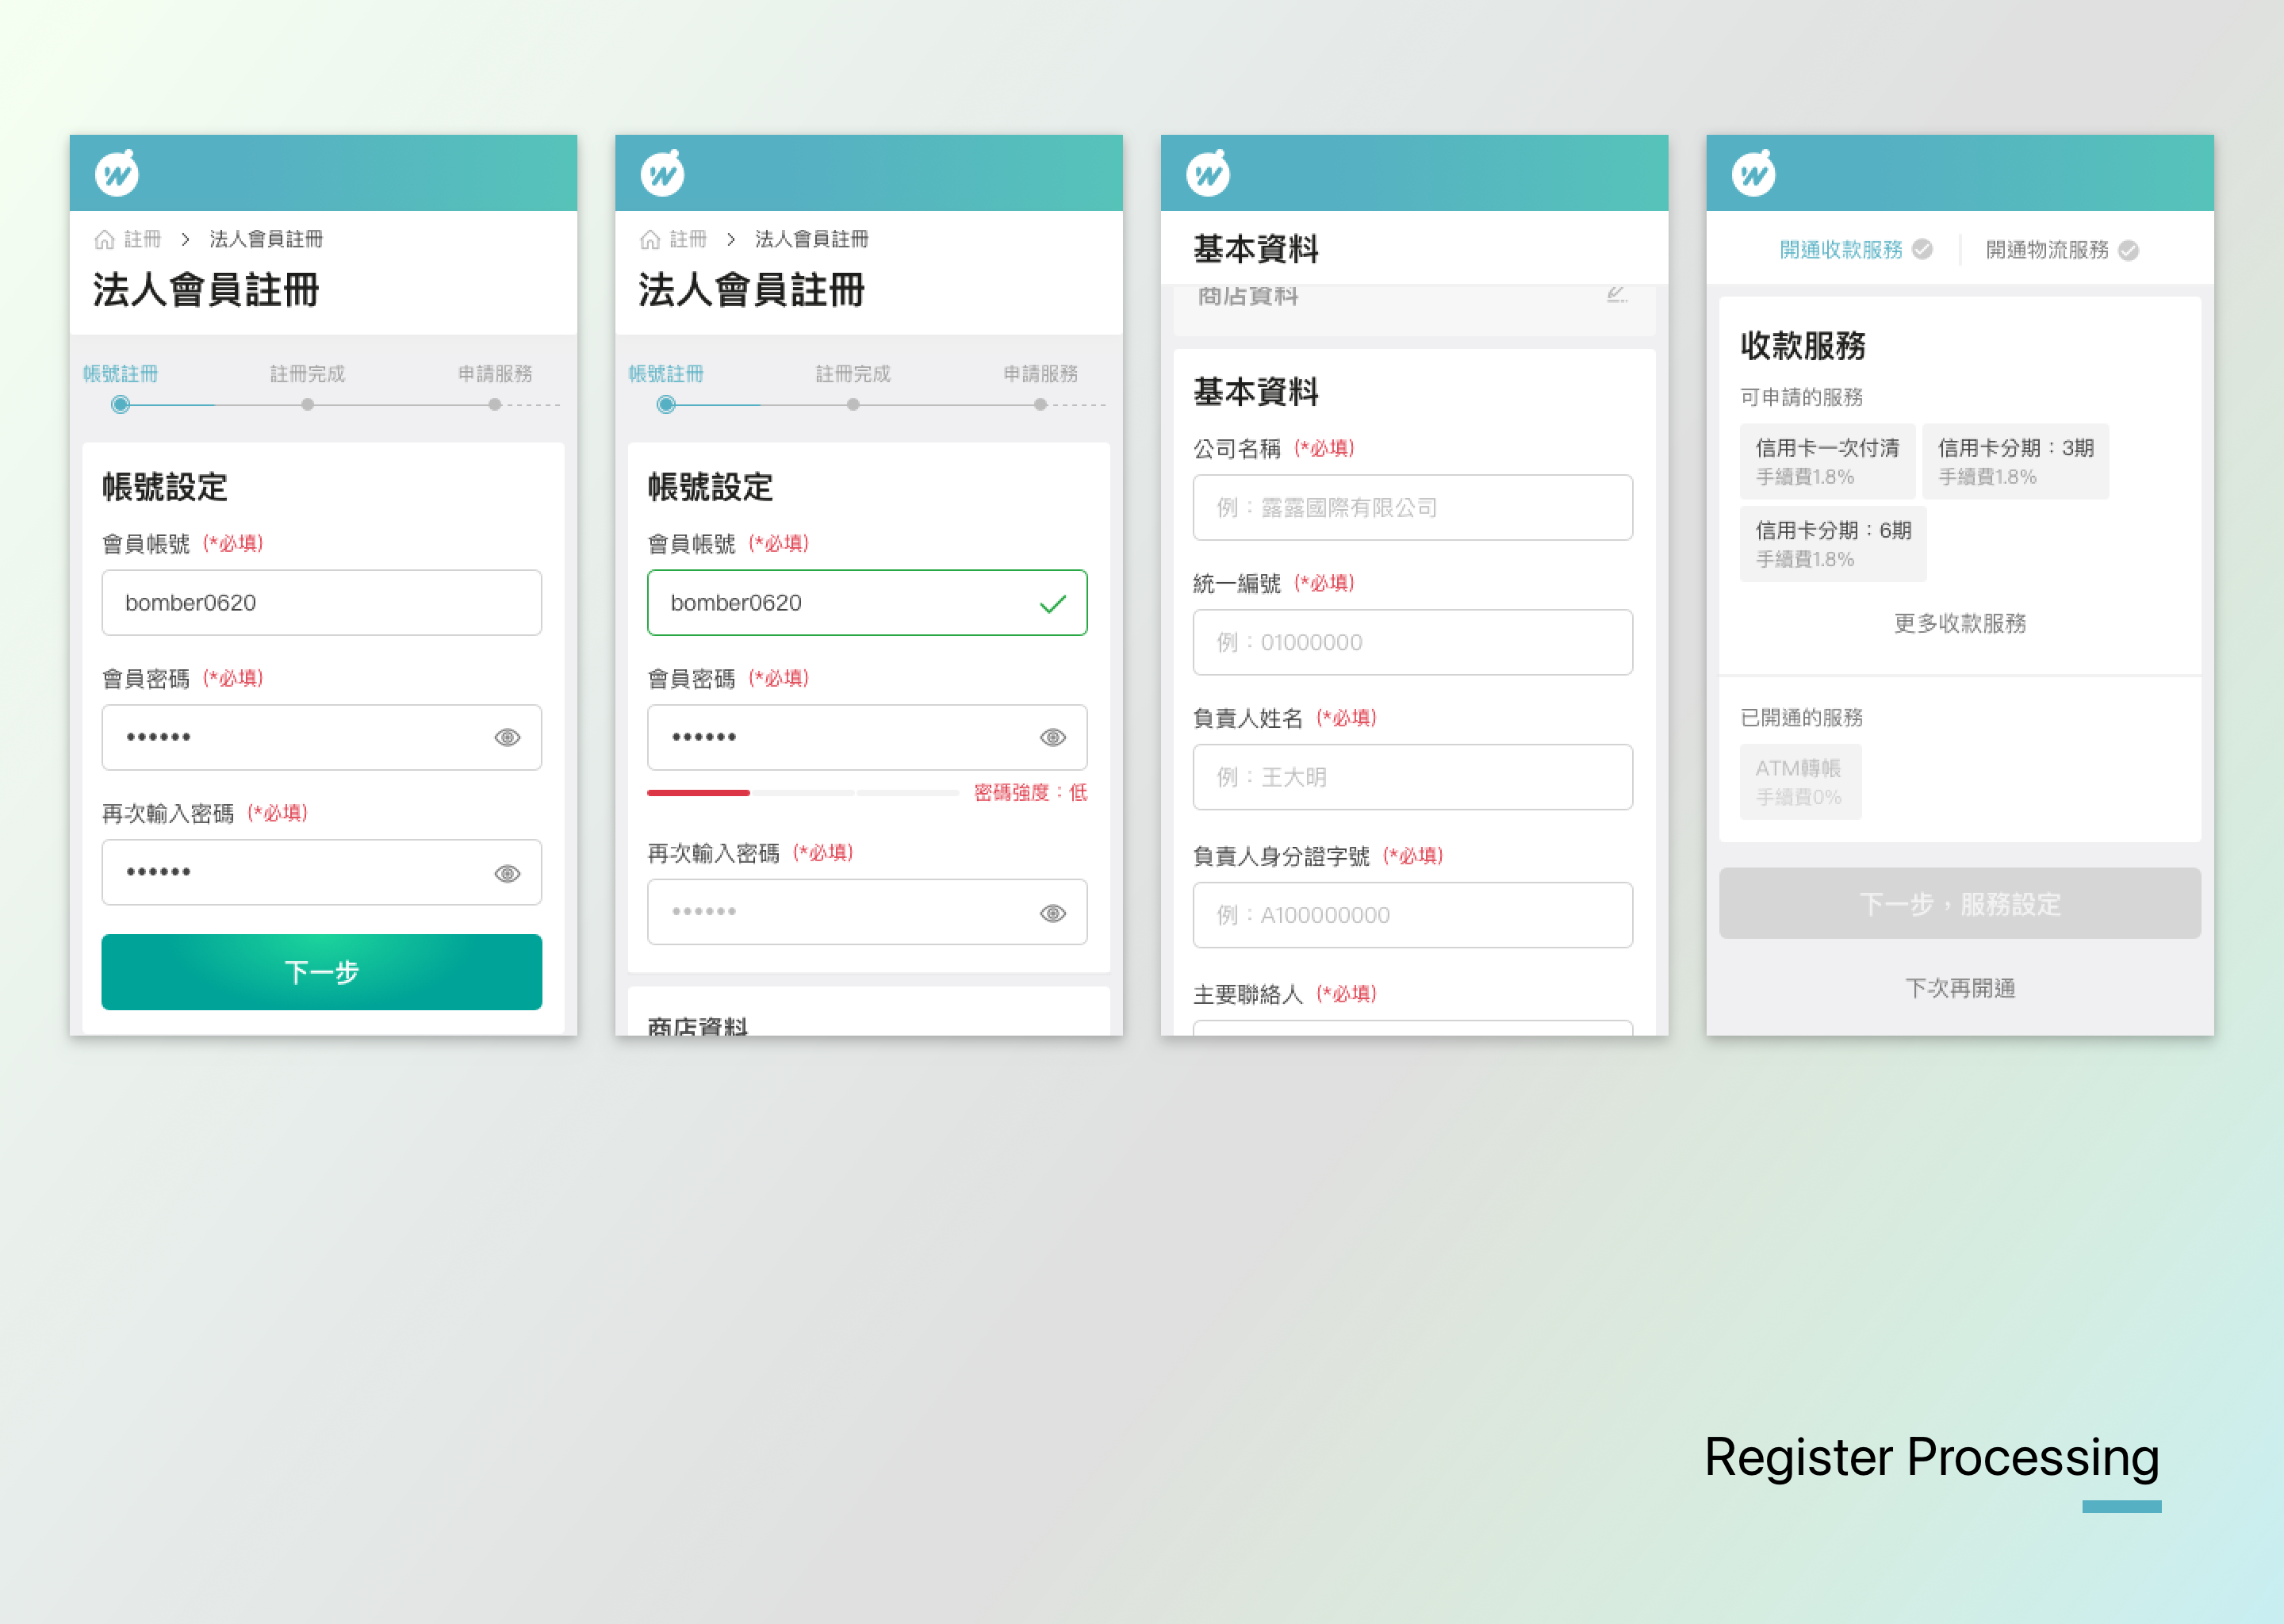 註冊 > 法人會員註冊
法人會員註冊
帳號註冊 註冊完成 申請服務
帳號設定
會員帳號 (*必填)
bomber0620
會員密碼 (*必填)
••••••
再次輸入密碼 (*必填)
••••••
下一步
註冊 > 法人會員註冊
法人會員註冊
帳號註冊 註冊完成 申請服務
帳號設定
會員帳號 (*必填)
bomber0620
會員密碼 (*必填)
••••••
密碼強度：低
再次輸入密碼 (*必填)
••••••
商店資料
基本資料
商店資料
基本資料
公司名稱 (*必填)
例：露露國際有限公司
統一編號 (*必填)
例：01000000
負責人姓名 (*必填)
例：王大明
負責人身分證字號 (*必填)
例：A100000000
主要聯絡人 (*必填)
開通收款服務 開通物流服務
收款服務
可申請的服務
信用卡一次付清 信用卡分期：3期
手續費1.8% 手續費1.8%
信用卡分期：6期
手續費1.8%
更多收款服務
已開通的服務
ATM轉帳
手續費0%
下一步，服務設定
下次再開通
Register Processing